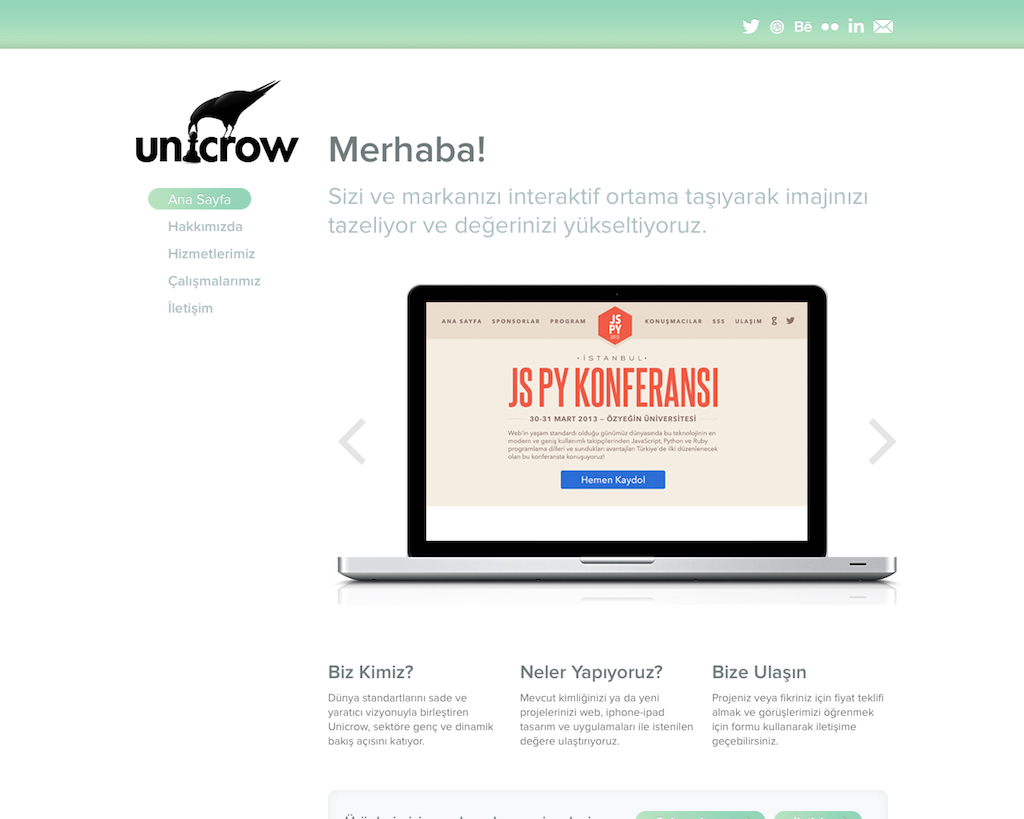 Bē
in
unicrow
Merhaba!
Ana Sayfa
Sizi ve markanızı interaktif ortama taşıyarak imajınızı
tazeliyor ve değerinizi yükseltiyoruz.
Hakkımızda
Hizmetlerimiz
Çalışmalarımız
İletişim
ANA SAYFA SPONSORLAR PROGRAM JS PY 2013 KONUŞMACILAR SSS ULAŞIM
•İSTANBUL•
JS PY KONFERANSI
30-31 MART 2013 – ÖZYEĞİN ÜNİVERSİTESİ
Web'in yaşam standardı olduğu günümüz dünyasında bu teknolojinin en
modern ve geniş kullanımlı takipçilerinden JavaScript, Python ve Ruby
programlama dilleri ve sundukları avantajları Türkiye'de ilki düzenlenecek
olan bu konferansta konuşuyoruz!
Hemen Kaydol
Biz Kimiz?
Dünya standartlarını sade ve
yaratıcı vizyonuyla birleştiren
Unicrow, sektöre genç ve dinamik
bakış açısını katıyor.
Neler Yapıyoruz?
Mevcut kimliğinizi ya da yeni
projelerinizi web, iphone-ipad
tasarım ve uygulamaları ile istenilen
değere ulaştırıyoruz.
Bize Ulaşın
Projeniz veya fikriniz için fiyat teklifi
almak ve görüşlerimizi öğrenmek
için formu kullanarak iletişime
geçebilirsiniz.